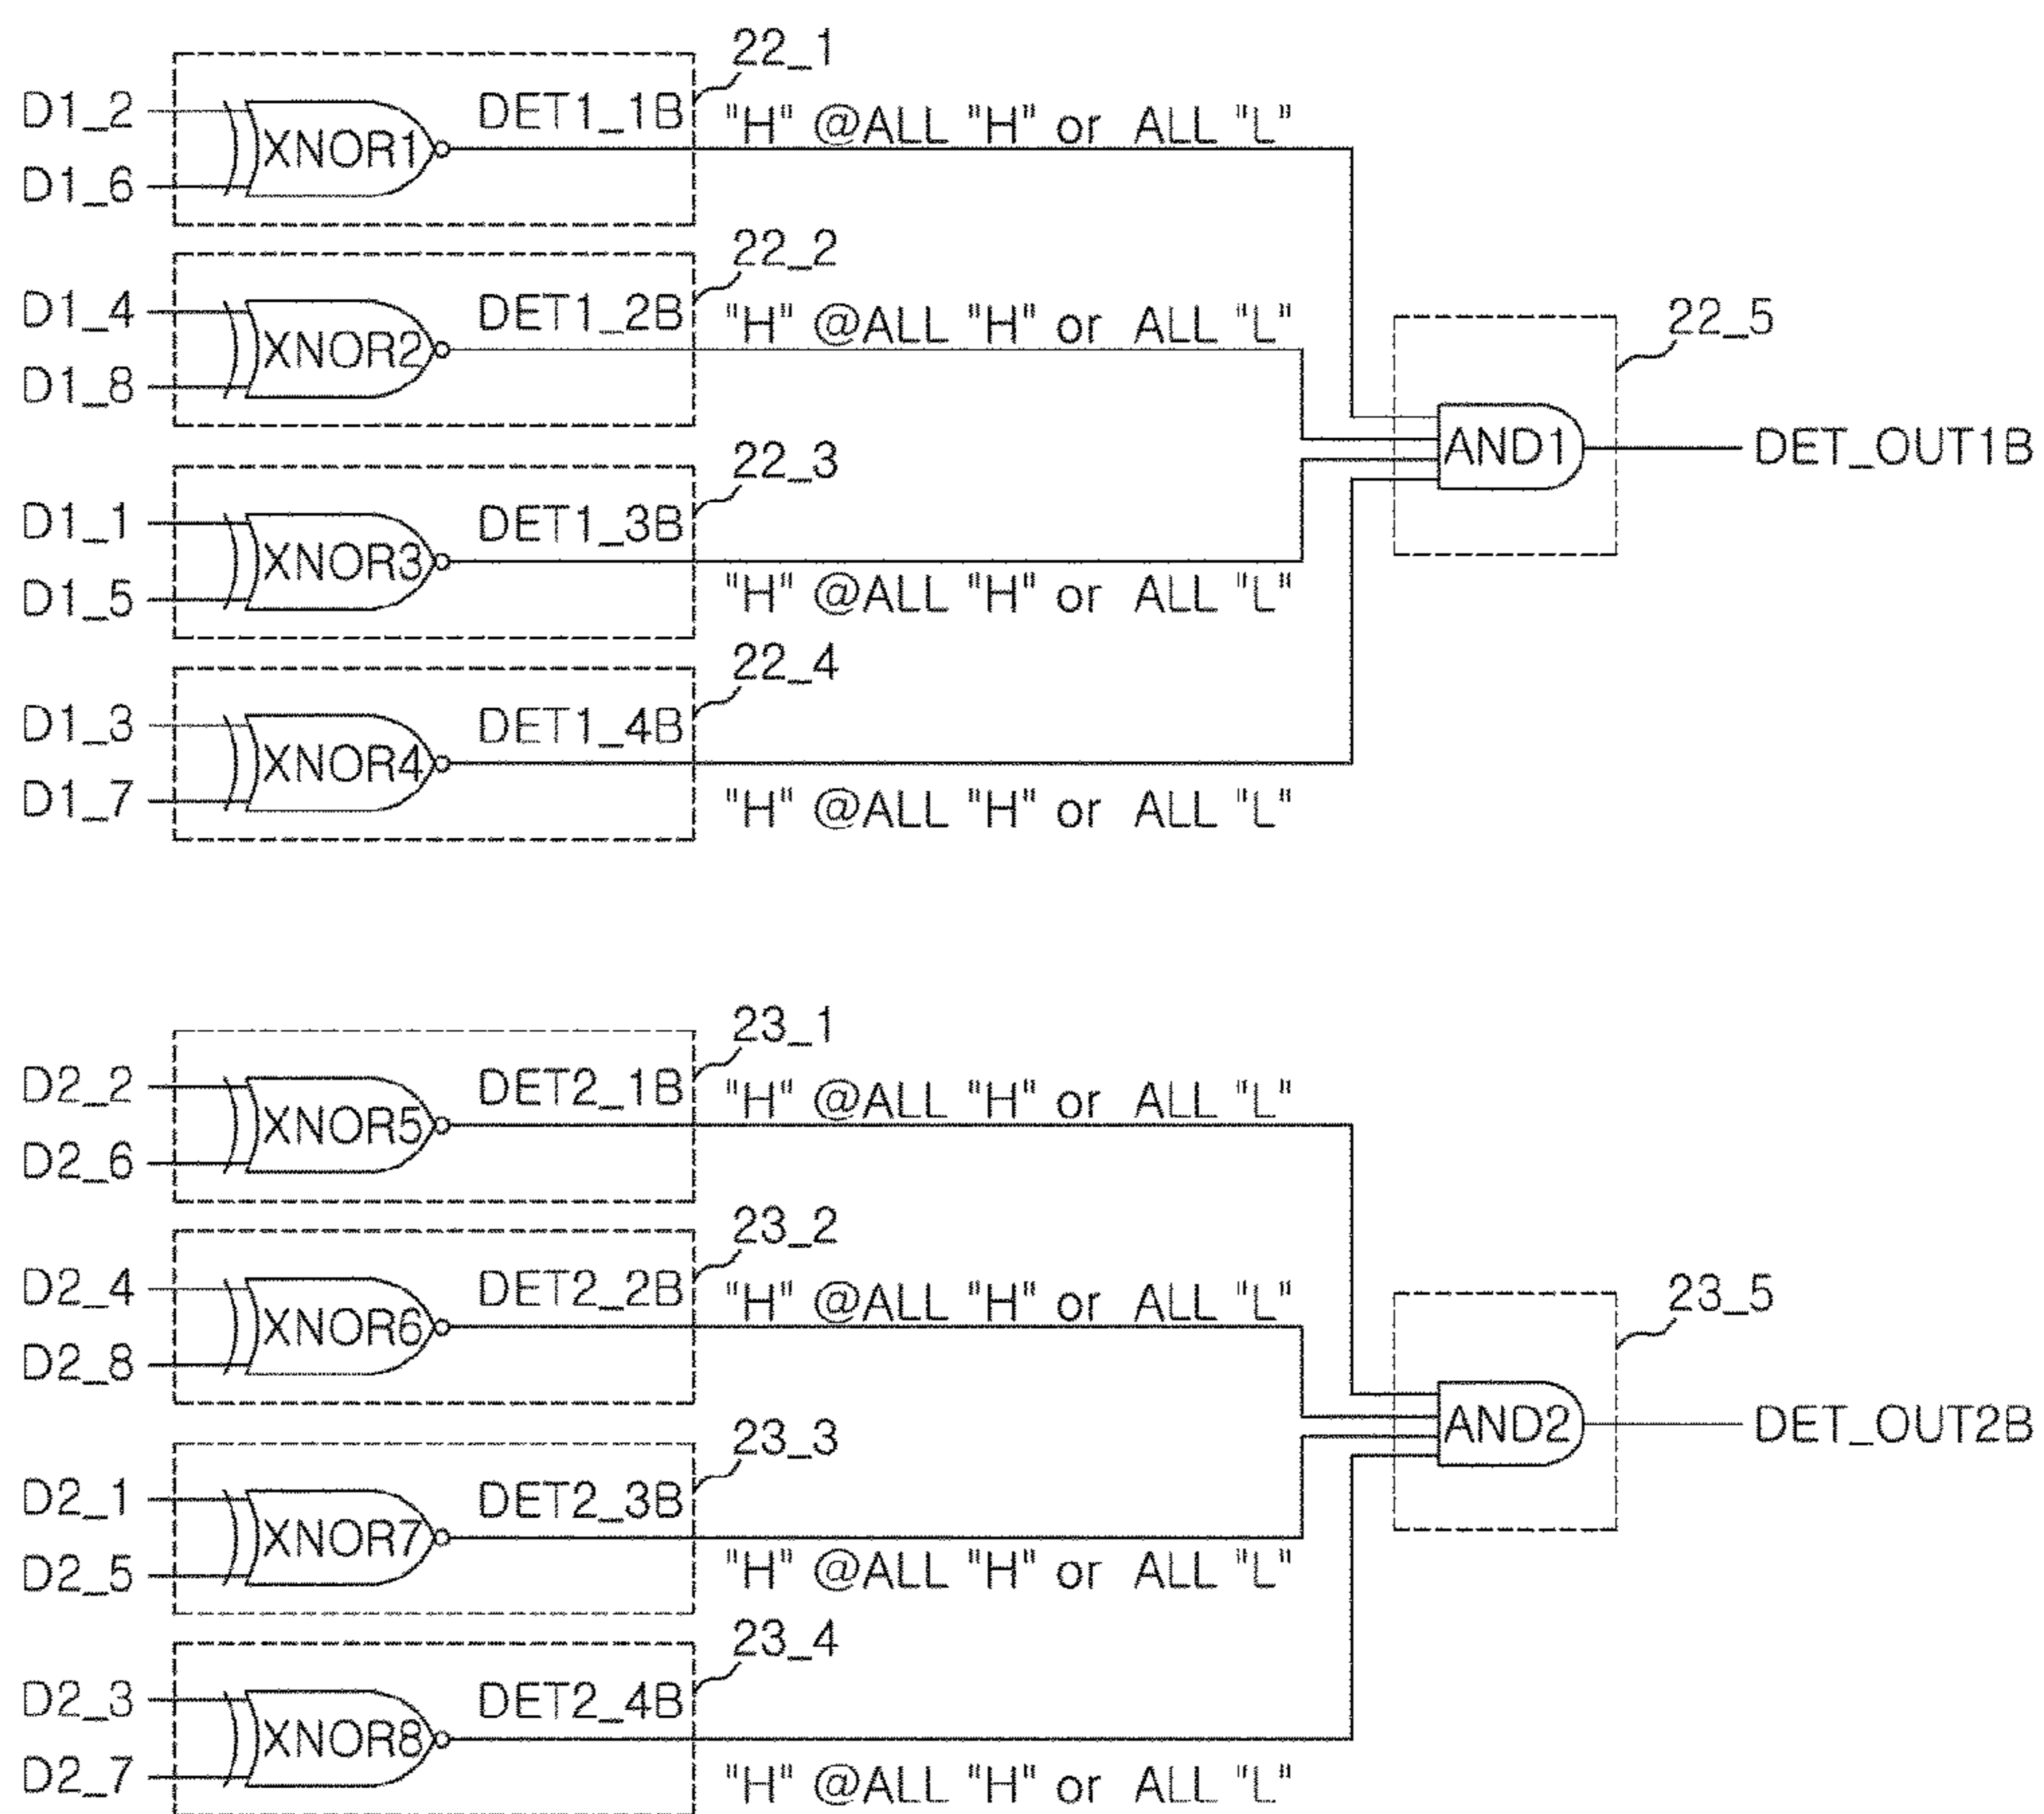 22_1
D1_2
XNOR1
DET1_1B
"H" @ALL "H" or ALL "L"
D1_6
22_2
D1_4
XNOR2
DET1_2B
"H" @ALL "H" or ALL "L"
D1_8
22_5
AND1
DET_OUT1B
22_3
D1_1
XNOR3
DET1_3B
"H" @ALL "H" or ALL "L"
D1_5
22_4
D1_3
XNOR4
DET1_4B
"H" @ALL "H" or ALL "L"
D1_7
23_1
D2_2
XNOR5
DET2_1B
"H" @ALL "H" or ALL "L"
D2_6
23_2
D2_4
XNOR6
DET2_2B
"H" @ALL "H" or ALL "L"
D2_8
23_5
AND2
DET_OUT2B
23_3
D2_1
XNOR7
DET2_3B
"H" @ALL "H" or ALL "L"
D2_5
23_4
D2_3
XNOR8
DET2_4B
"H" @ALL "H" or ALL "L"
D2_7